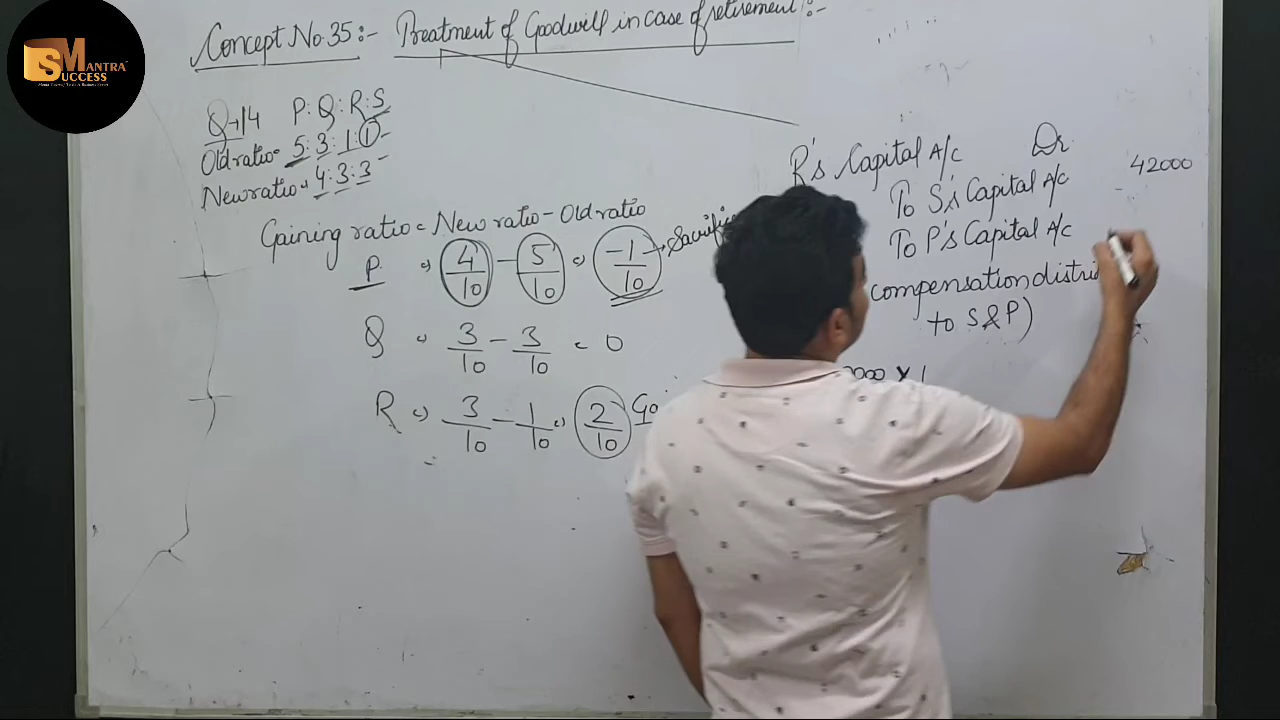 SMANTRA
SUCCESS
Concept No.35:- Treatment of Goodwill in case of retirement:-
Q→14 P:Q:R:S
Old ratio= 5:3:1:1
New ratio= 4:3:3
Gaining ratio= New ratio-Old ratio
P => 4/10 - 5/10 => -1/10 → Sacrifice
Q => 3/10 - 3/10 = 0
R => 3/10 - 1/10 => 2/10
R's Capital A/c Dr. 42000
To S's Capital A/c
To P's Capital A/c
compensation
to S&P)